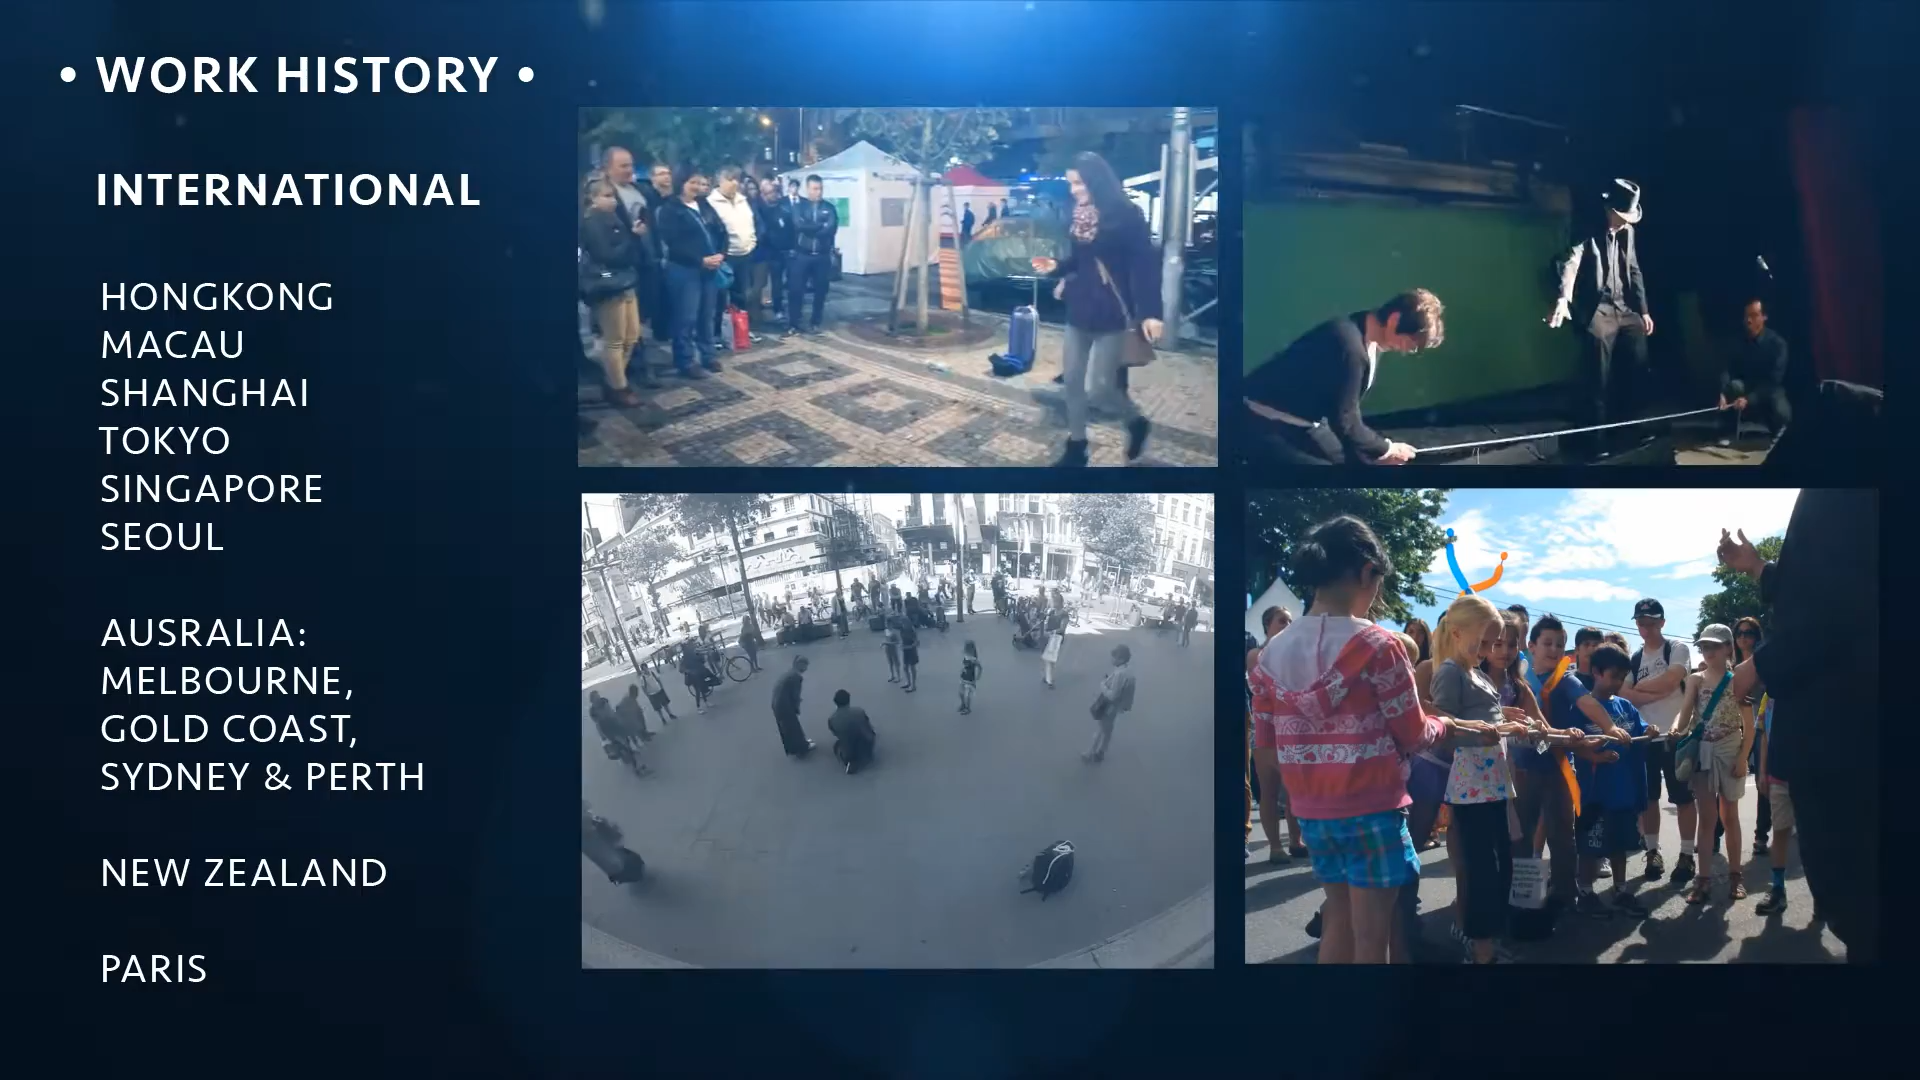 • WORK HISTORY •
INTERNATIONAL
HONGKONG
MACAU
SHANGHAI
TOKYO
SINGAPORE
SEOUL
AUSRALIA:
MELBOURNE,
GOLD COAST,
SYDNEY & PERTH
NEW ZEALAND
PARIS